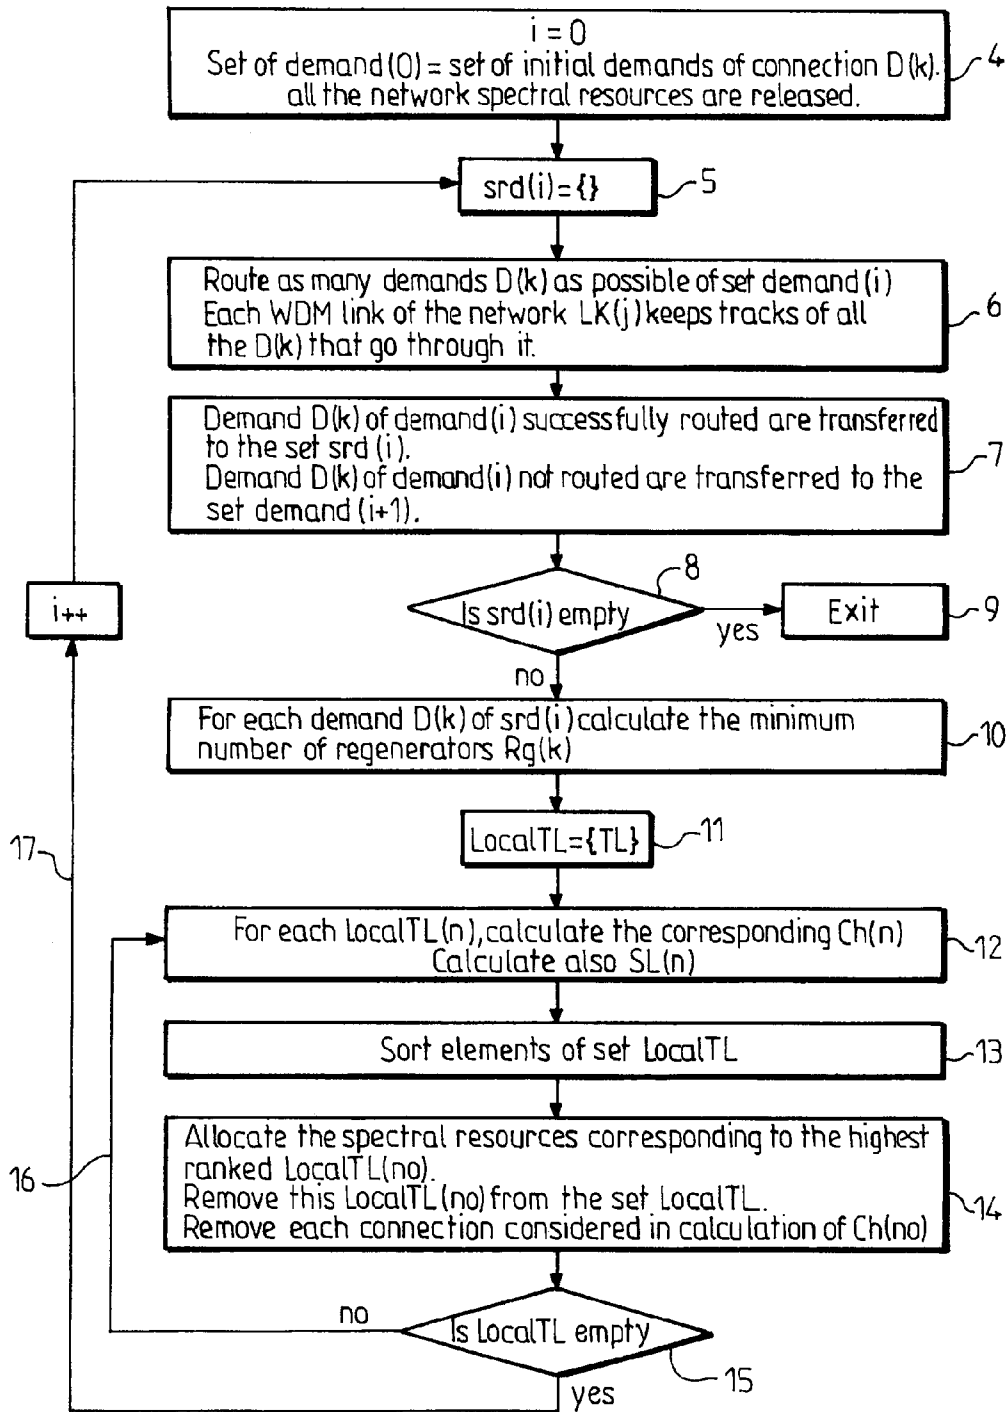 i = 0
Set of demand (0) = set of initial demands of connection D(k).
all the network spectral resources are released.
4
srd(i)={}
5
Route as many demands D(k) as possible of set demand(i)
Each WDM link of the network LK(j) keeps tracks of all
the D(k) that go through it.
6
Demand D(k) of demand(i) successfully routed are transferred
to the set srd (i).
Demand D(k) of demand(i) not routed are transferred to the
set demand (i+1).
7
8
i++
Is srd(i) empty
yes
Exit
9
no
For each demand D(k) of srd(i) calculate the minimum
number of regenerators Rg(k)
10
LocalTL={TL}
11
17
For each LocalTL(n), calculate the corresponding Ch(n)
Calculate also SL(n)
12
Sort elements of set LocalTL
13
Allocate the spectral resources corresponding to the highest
ranked LocalTL(no).
Remove this LocalTL(no) from the set LocalTL.
Remove each connection considered in calculation of Ch(no)
14
16
no
Is LocalTL empty
15
yes